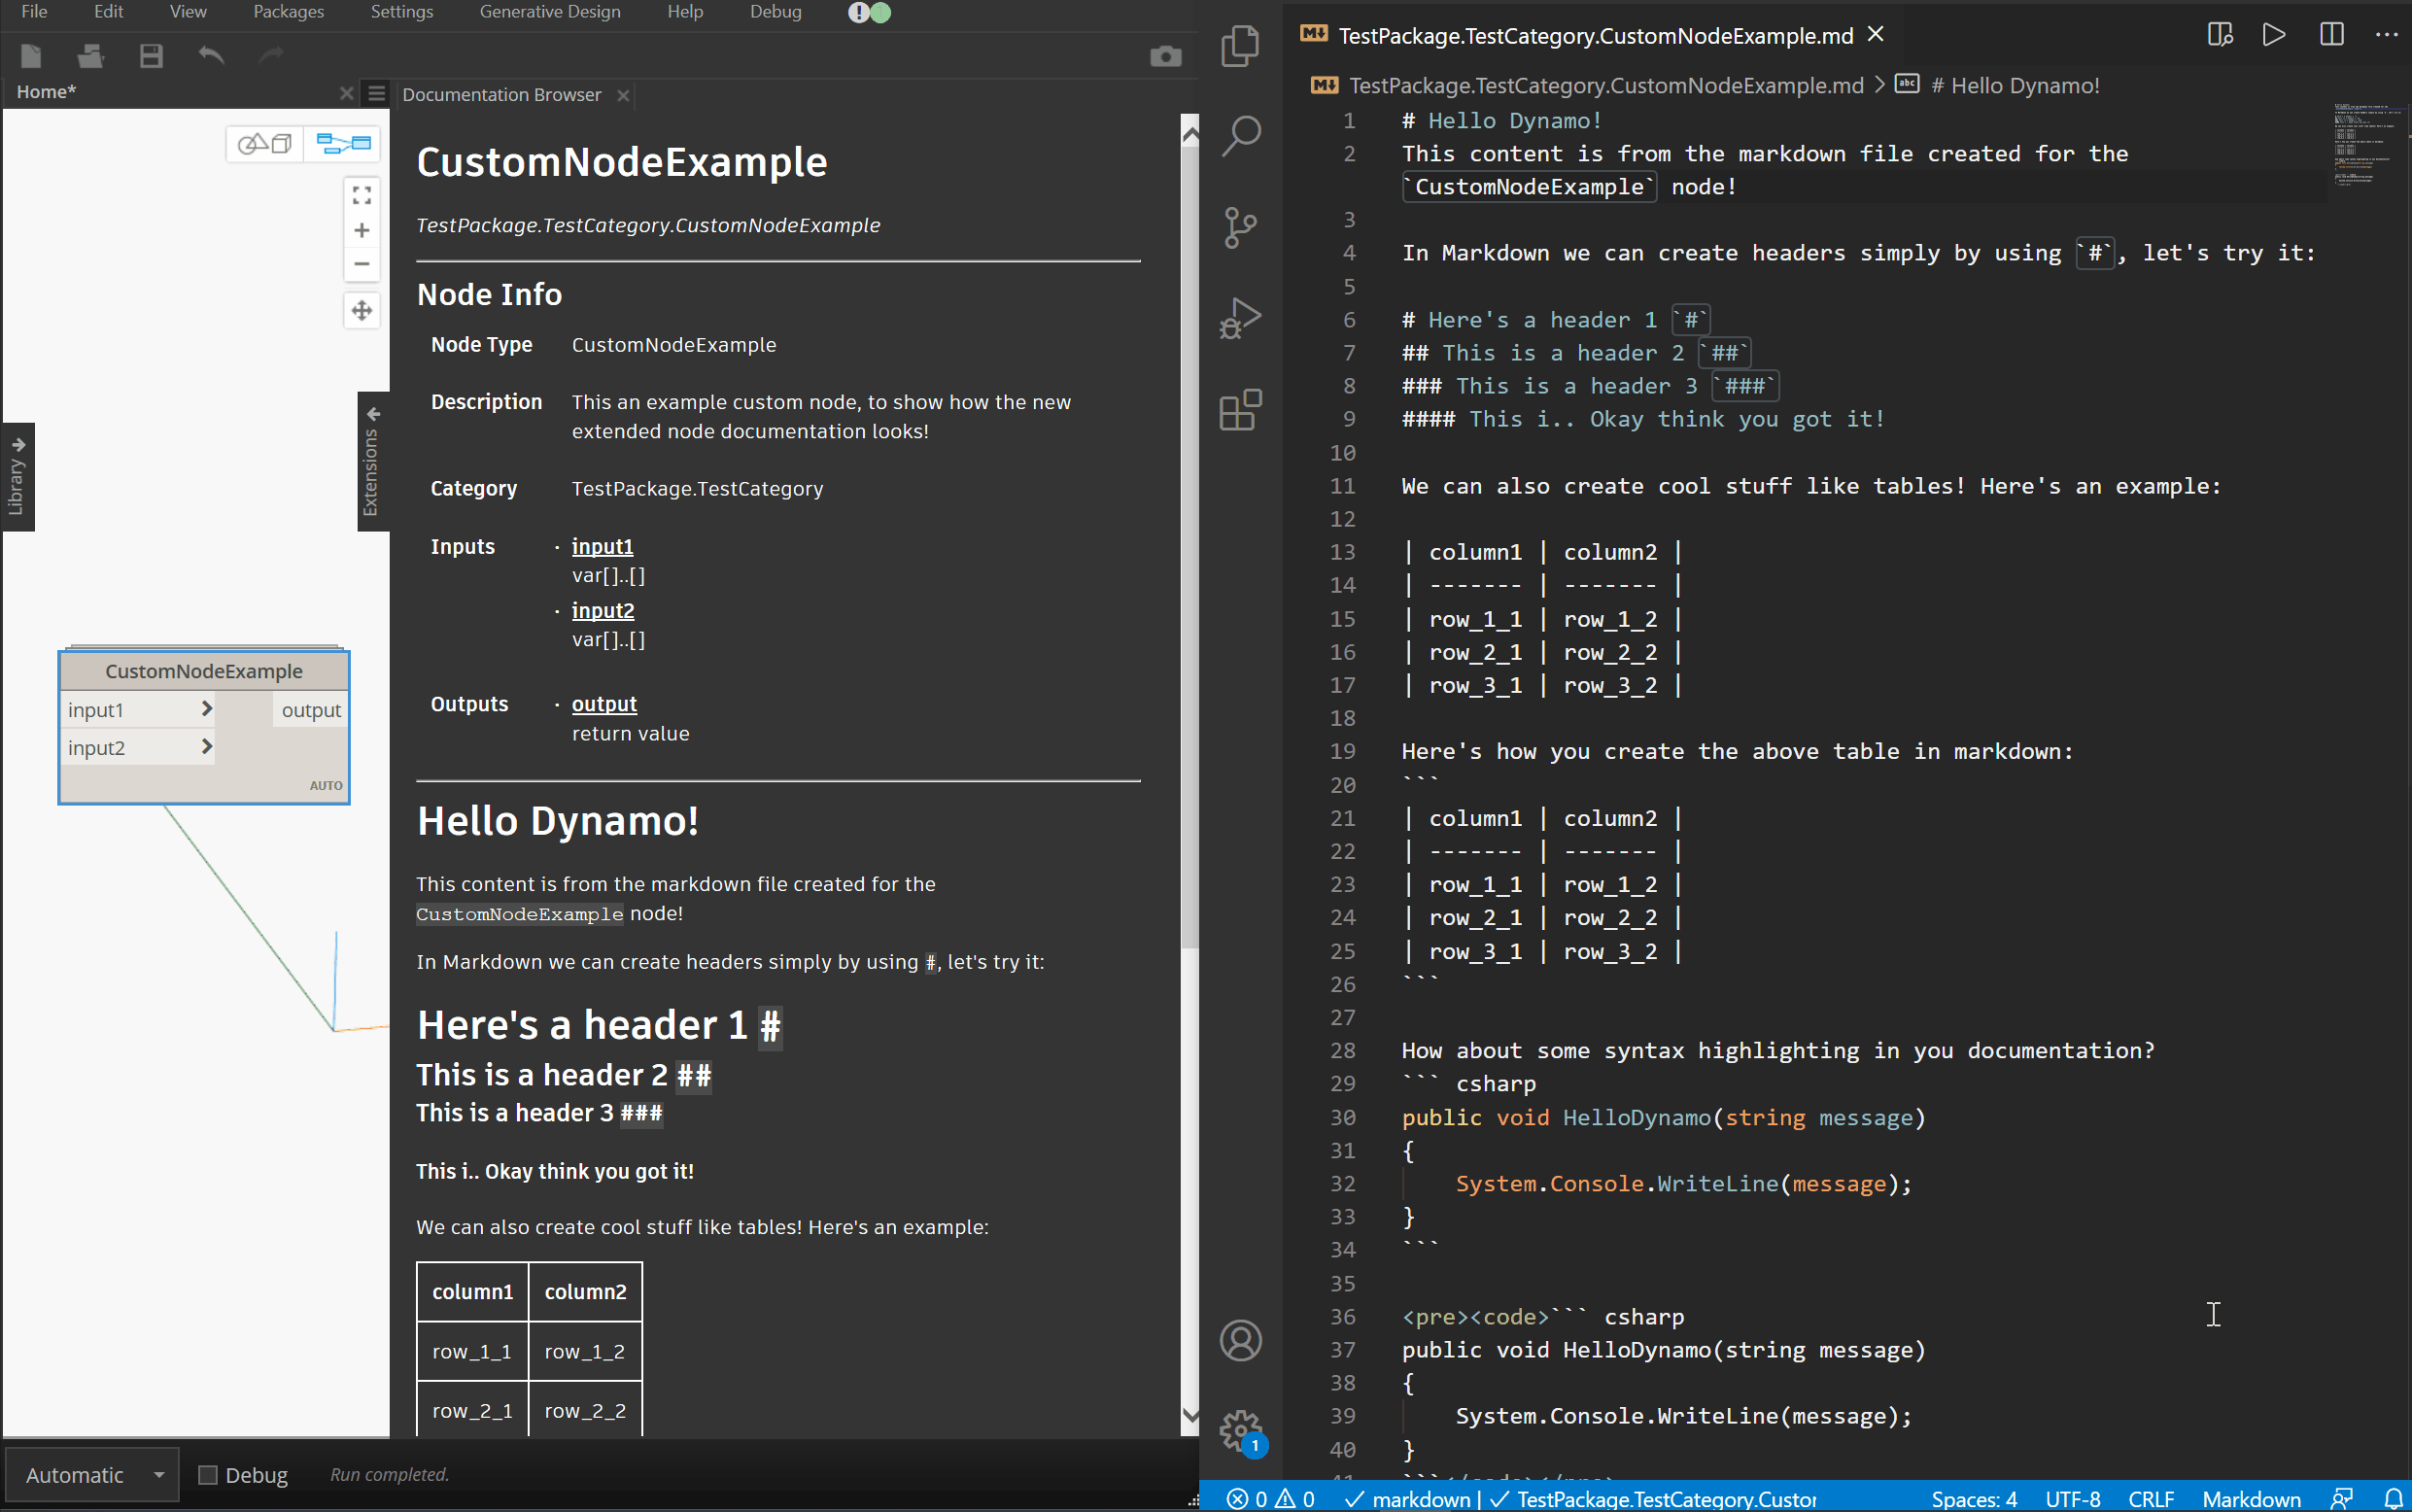 File Edit View Packages Settings Generative Design Help Debug !
Home*
Library
Extensions
CustomNodeExample
input1 output
input2
AUTO
Automatic Debug Run completed.
Documentation Browser
CustomNodeExample
TestPackage.TestCategory.CustomNodeExample
Node Info
Node Type CustomNodeExample
Description This an example custom node, to show how the new
extended node documentation looks!
Category TestPackage.TestCategory
Inputs · input1
var[]..[]
· input2
var[]..[]
Outputs · output
return value
Hello Dynamo!
This content is from the markdown file created for the
CustomNodeExample node!
In Markdown we can create headers simply by using #, let's try it:
Here's a header 1 #
This is a header 2 ##
This is a header 3 ###
This i.. Okay think you got it!
We can also create cool stuff like tables! Here's an example:
column1 column2
row_1_1 row_1_2
row_2_1 row_2_2
TestPackage.TestCategory.CustomNodeExample.md
TestPackage.TestCategory.CustomNodeExample.md > abc # Hello Dynamo!
1 # Hello Dynamo!
2 This content is from the markdown file created for the
`CustomNodeExample` node!
3
4 In Markdown we can create headers simply by using `#`, let's try it:
5
6 # Here's a header 1 `#`
7 ## This is a header 2 `##`
8 ### This is a header 3 `###`
9 #### This i.. Okay think you got it!
10
11 We can also create cool stuff like tables! Here's an example:
12
13 | column1 | column2 |
14 | ------- | ------- |
15 | row_1_1 | row_1_2 |
16 | row_2_1 | row_2_2 |
17 | row_3_1 | row_3_2 |
18
19 Here's how you create the above table in markdown:
20 ```
21 | column1 | column2 |
22 | ------- | ------- |
23 | row_1_1 | row_1_2 |
24 | row_2_1 | row_2_2 |
25 | row_3_1 | row_3_2 |
26 ```
27
28 How about some syntax highlighting in you documentation?
29 ``` csharp
30 public void HelloDynamo(string message)
31 {
32 System.Console.WriteLine(message);
33 }
34 ```
35
36 <pre><code>``` csharp
37 public void HelloDynamo(string message)
38 {
39 System.Console.WriteLine(message);
40 }
41 ```</code></pre>
1
0 0 markdown | TestPackage.TestCategory.Custor Spaces: 4 UTF-8 CRLF Markdown